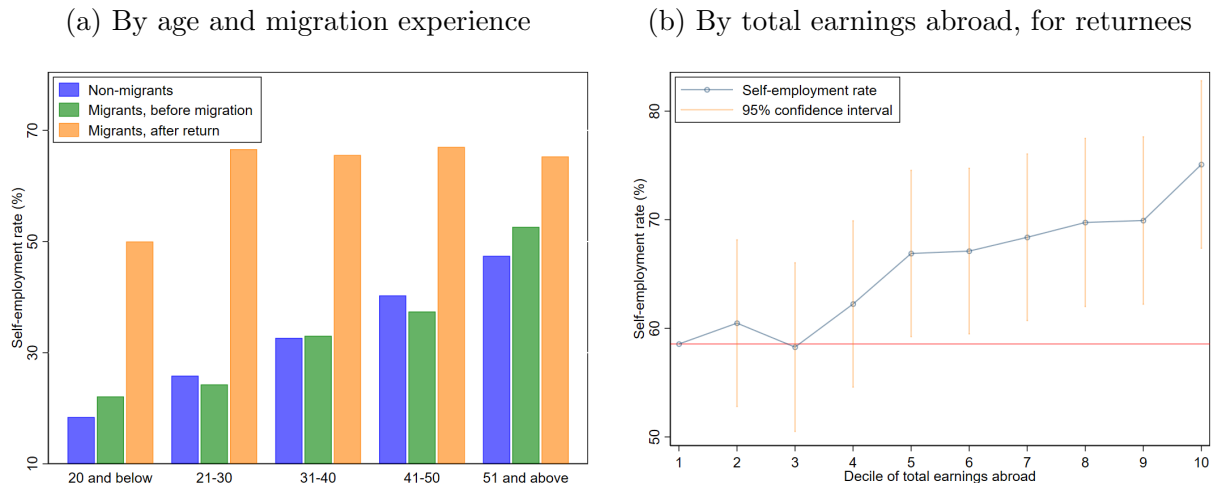 (a) By age and migration experience
Non-migrants
Migrants, before migration
Migrants, after return
Self-employment rate (%)
70
50
30
10
20 and below
21-30
31-40
41-50
51 and above
(b) By total earnings abroad, for returnees
Self-employment rate
95% confidence interval
Self-employment rate (%)
80
70
60
50
1 2 3 4 5 6 7 8 9 10
Decile of total earnings abroad